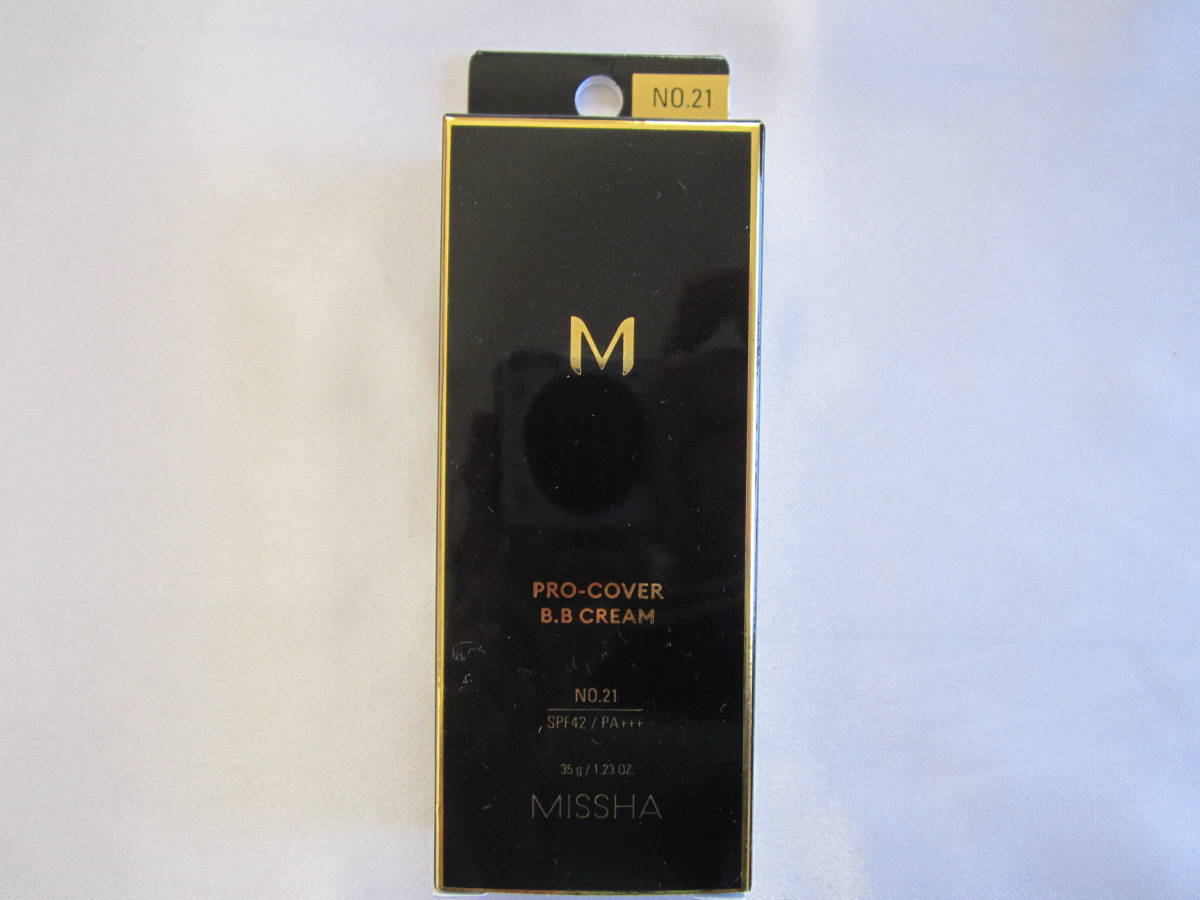 NO.21
M
PRO-COVER
B.B CREAM
NO.21
SPF42 / PA+++
35 g / 1.23 OZ.
MISSHA